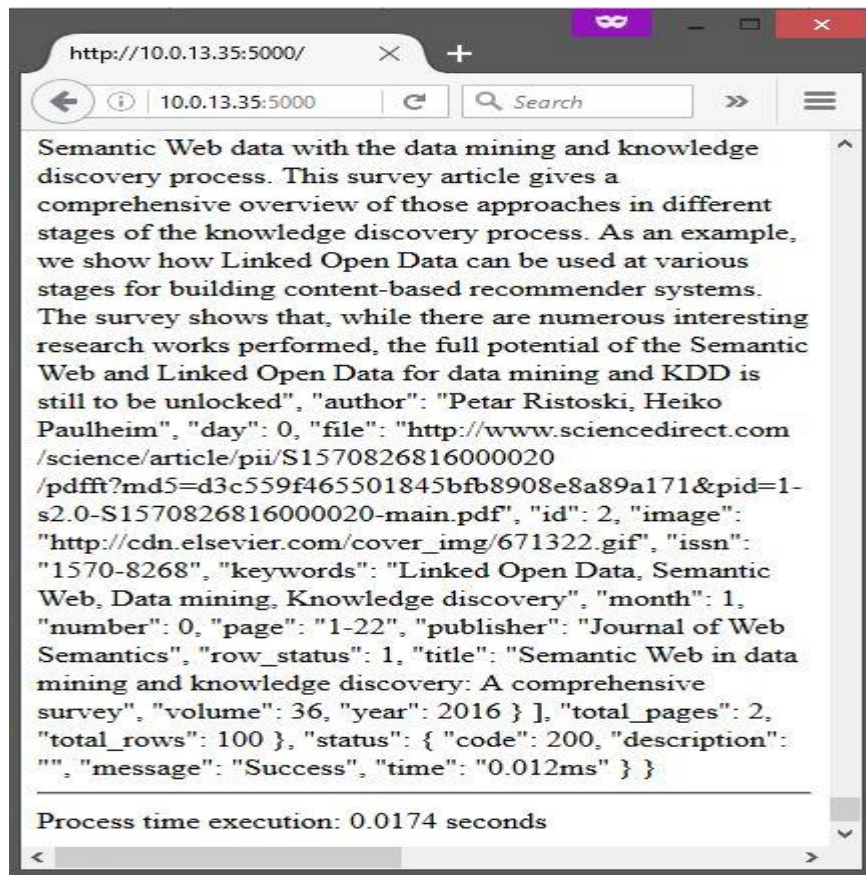 http://10.0.13.35:5000/
10.0.13.35:5000
Search
Semantic Web data with the data mining and knowledge
discovery process. This survey article gives a
comprehensive overview of those approaches in different
stages of the knowledge discovery process. As an example,
we show how Linked Open Data can be used at various
stages for building content-based recommender systems.
The survey shows that, while there are numerous interesting
research works performed, the full potential of the Semantic
Web and Linked Open Data for data mining and KDD is
still to be unlocked", "author": "Petar Ristoski, Heiko
Paulheim", "day": 0, "file": "http://www.sciencedirect.com
/science/article/pii/S1570826816000020
/pdfft?md5=d3c559f465501845bfb8908e8a89a171&pid=1-
s2.0-S1570826816000020-main.pdf", "id": 2, "image":
"http://cdn.elsevier.com/cover_img/671322.gif", "issn":
"1570-8268", "keywords": "Linked Open Data, Semantic
Web, Data mining, Knowledge discovery", "month": 1,
"number": 0, "page": "1-22", "publisher": "Journal of Web
Semantics", "row_status": 1, "title": "Semantic Web in data
mining and knowledge discovery: A comprehensive
survey", "volume": 36, "year": 2016 } ], "total_pages": 2,
"total_rows": 100 }, "status": { "code": 200, "description":
"", "message": "Success", "time": "0.012ms" } }
Process time execution: 0.0174 seconds